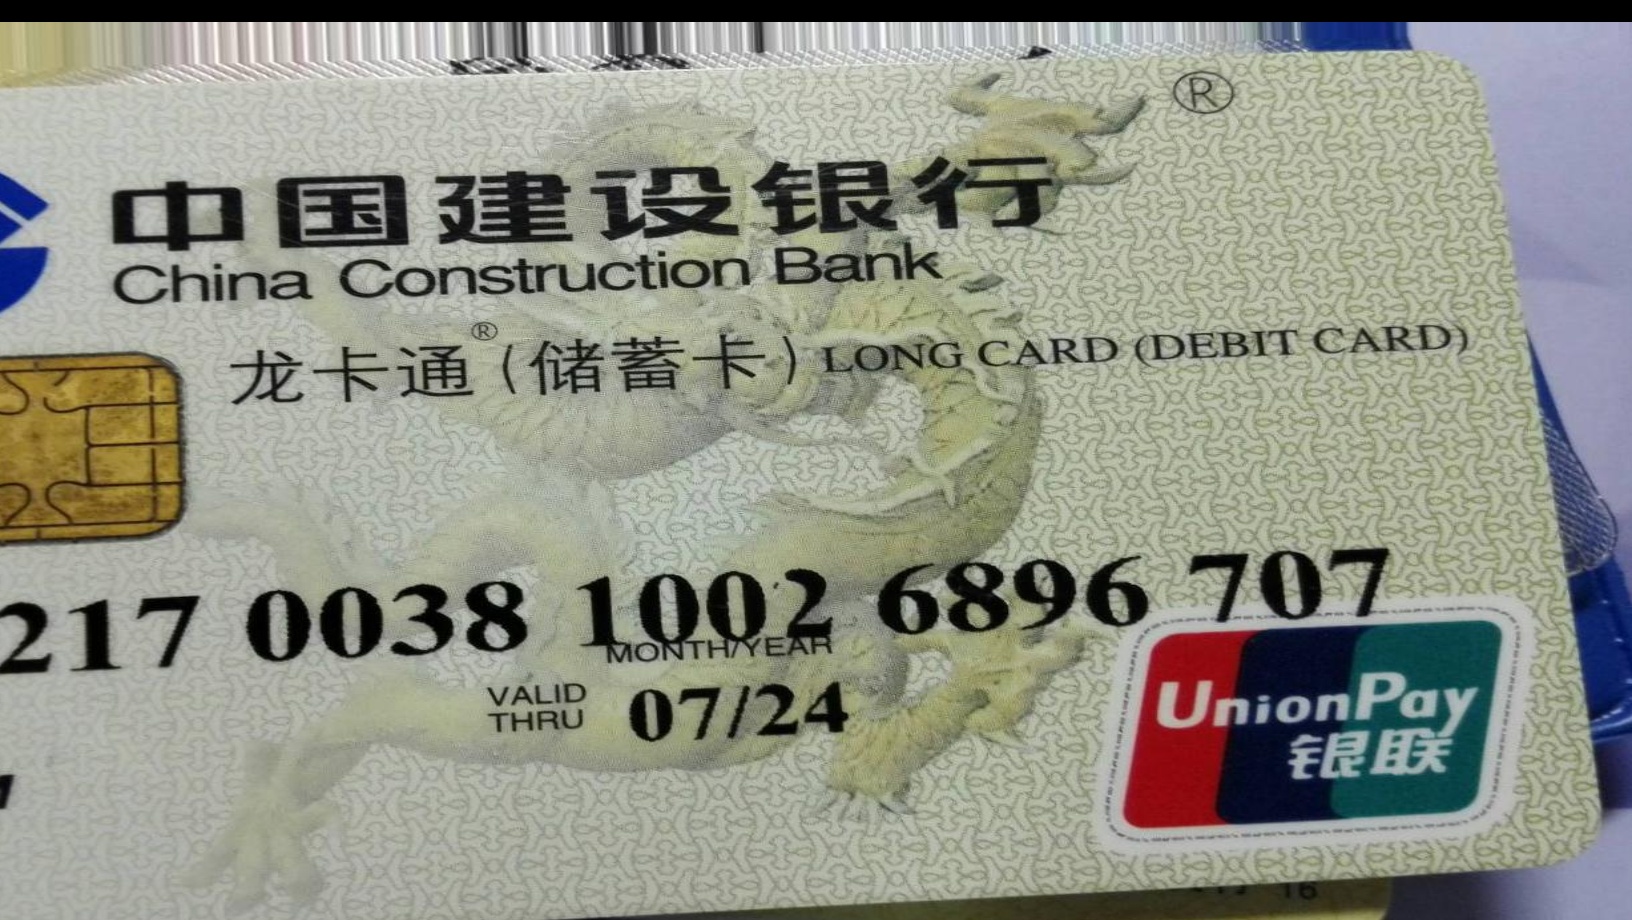 ®
中国建设银行
China Construction Bank
龙卡通®(储蓄卡) LONG CARD (DEBIT CARD)
217 0038 1002 6896 707
MONTH/YEAR
VALID THRU 07/24
UnionPay
银联
16